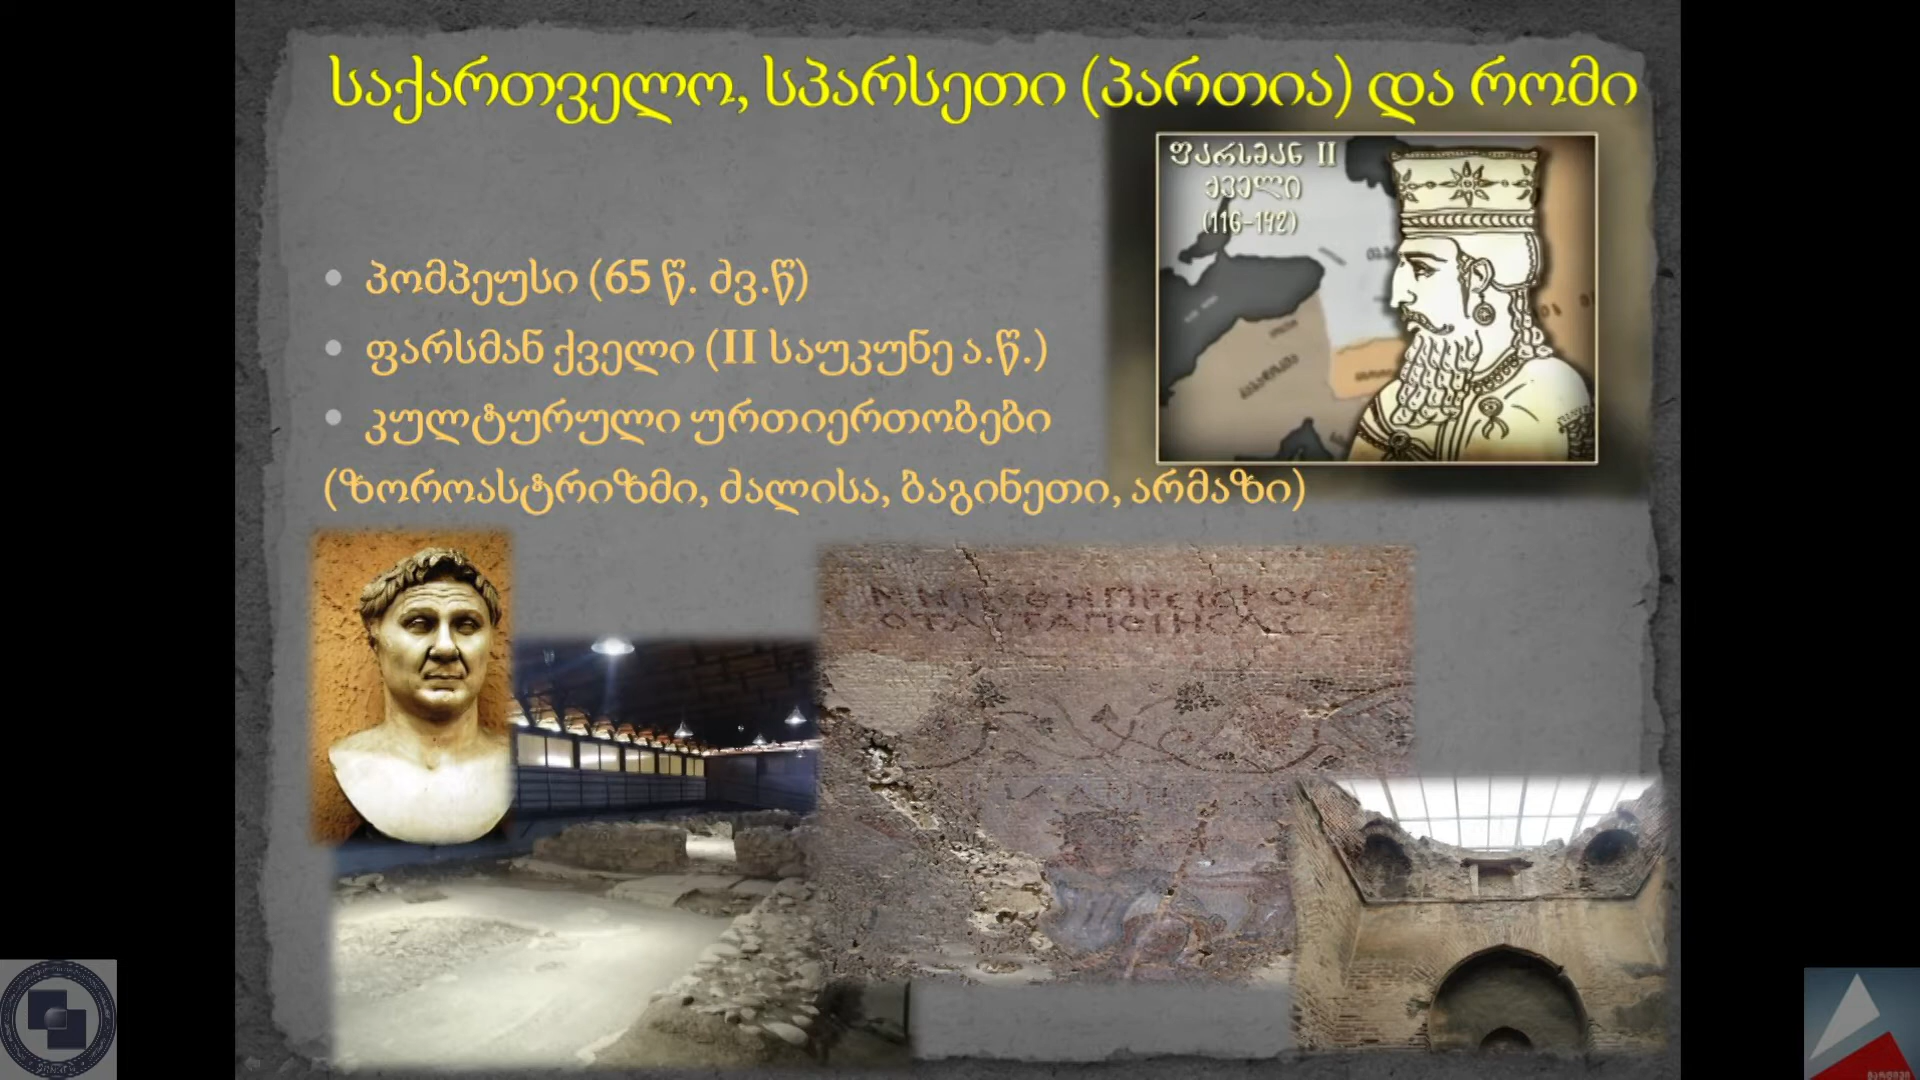 საქართველო, სპარსეთი (პართია) და რომი
ფარსმან II
ქველი
(116-142)
• პომპეუსი (65 წ. ძვ.წ)
• ფარსმან ქველი (II საუკუნე ა.წ.)
• კულტურული ურთიერთობები
(ზოროასტრიზმი, ძალისა, ბაგინეთი, არმაზი)